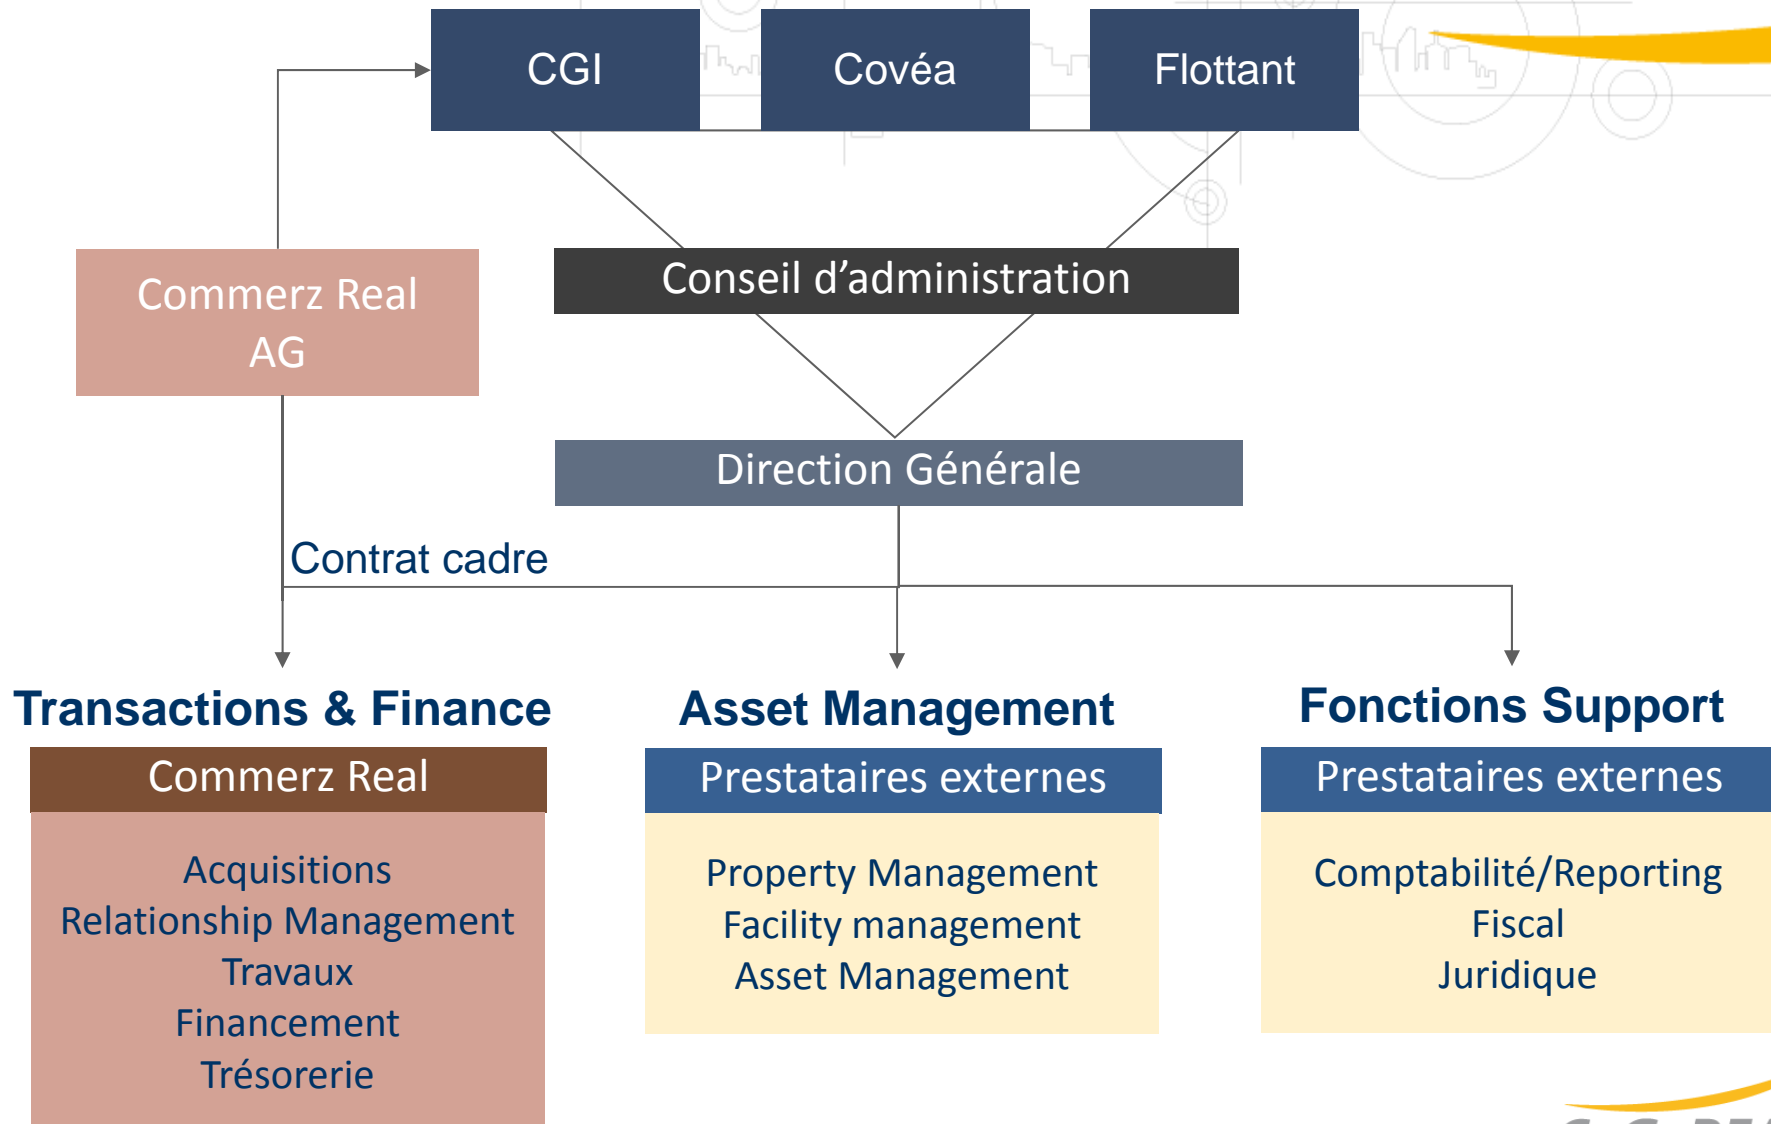 CGI
Covéa
Flottant
Commerz Real
AG
Conseil d’administration
Direction Générale
Contrat cadre
Transactions & Finance
Commerz Real
Acquisitions
Relationship Management
Travaux
Financement
Trésorerie
Asset Management
Prestataires externes
Property Management
Facility management
Asset Management
Fonctions Support
Prestataires externes
Comptabilité/Reporting
Fiscal
Juridique